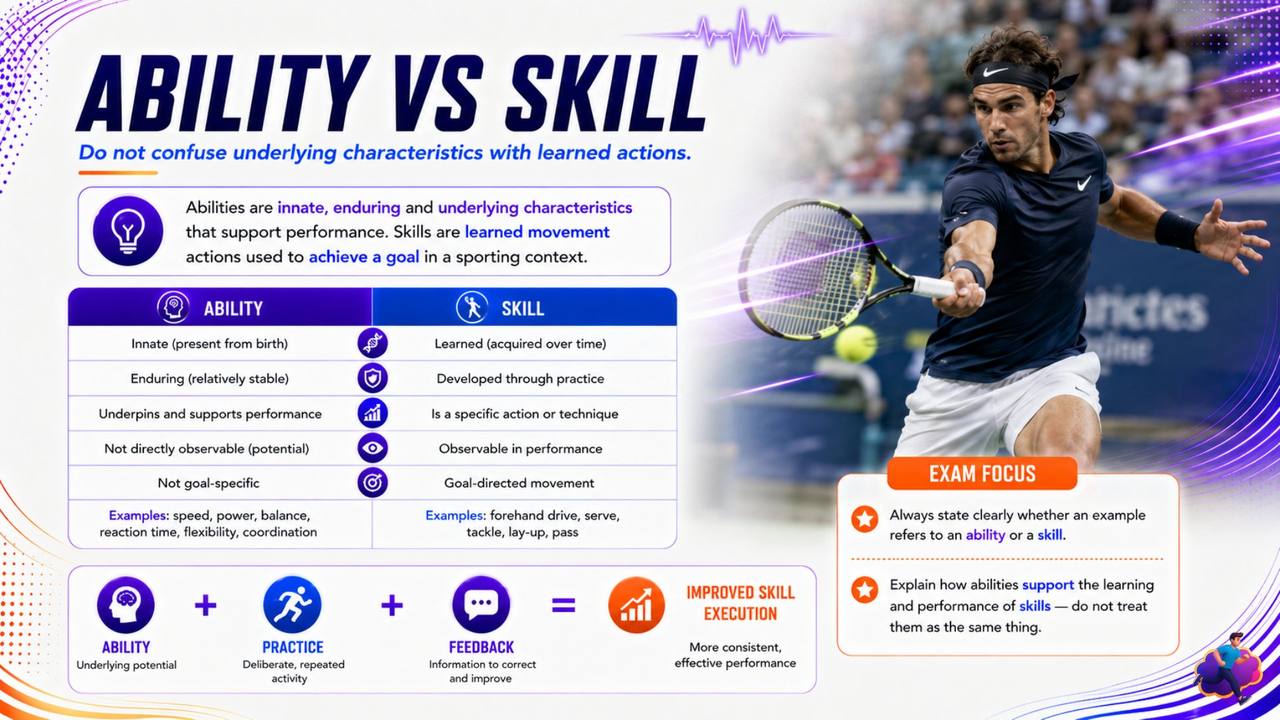 ABILITY VS SKILL
Do not confuse underlying characteristics with learned actions.
Abilities are innate, enduring and underlying characteristics
that support performance. Skills are learned movement
actions used to achieve a goal in a sporting context.
ABILITY
SKILL
Innate (present from birth)
Learned (acquired over time)
Enduring (relatively stable)
Developed through practice
Underpins and supports performance
Is a specific action or technique
Not directly observable (potential)
Observable in performance
Not goal-specific
Goal-directed movement
Examples: speed, power, balance,
reaction time, flexibility, coordination
Examples: forehand drive, serve,
tackle, lay-up, pass
+
+
=
ABILITY
Underlying potential
PRACTICE
Deliberate, repeated
activity
FEEDBACK
Information to correct
and improve
IMPROVED SKILL
EXECUTION
More consistent,
effective performance
EXAM FOCUS
Always state clearly whether an example
refers to an ability or a skill.
Explain how abilities support the learning
and performance of skills — do not treat
them as the same thing.